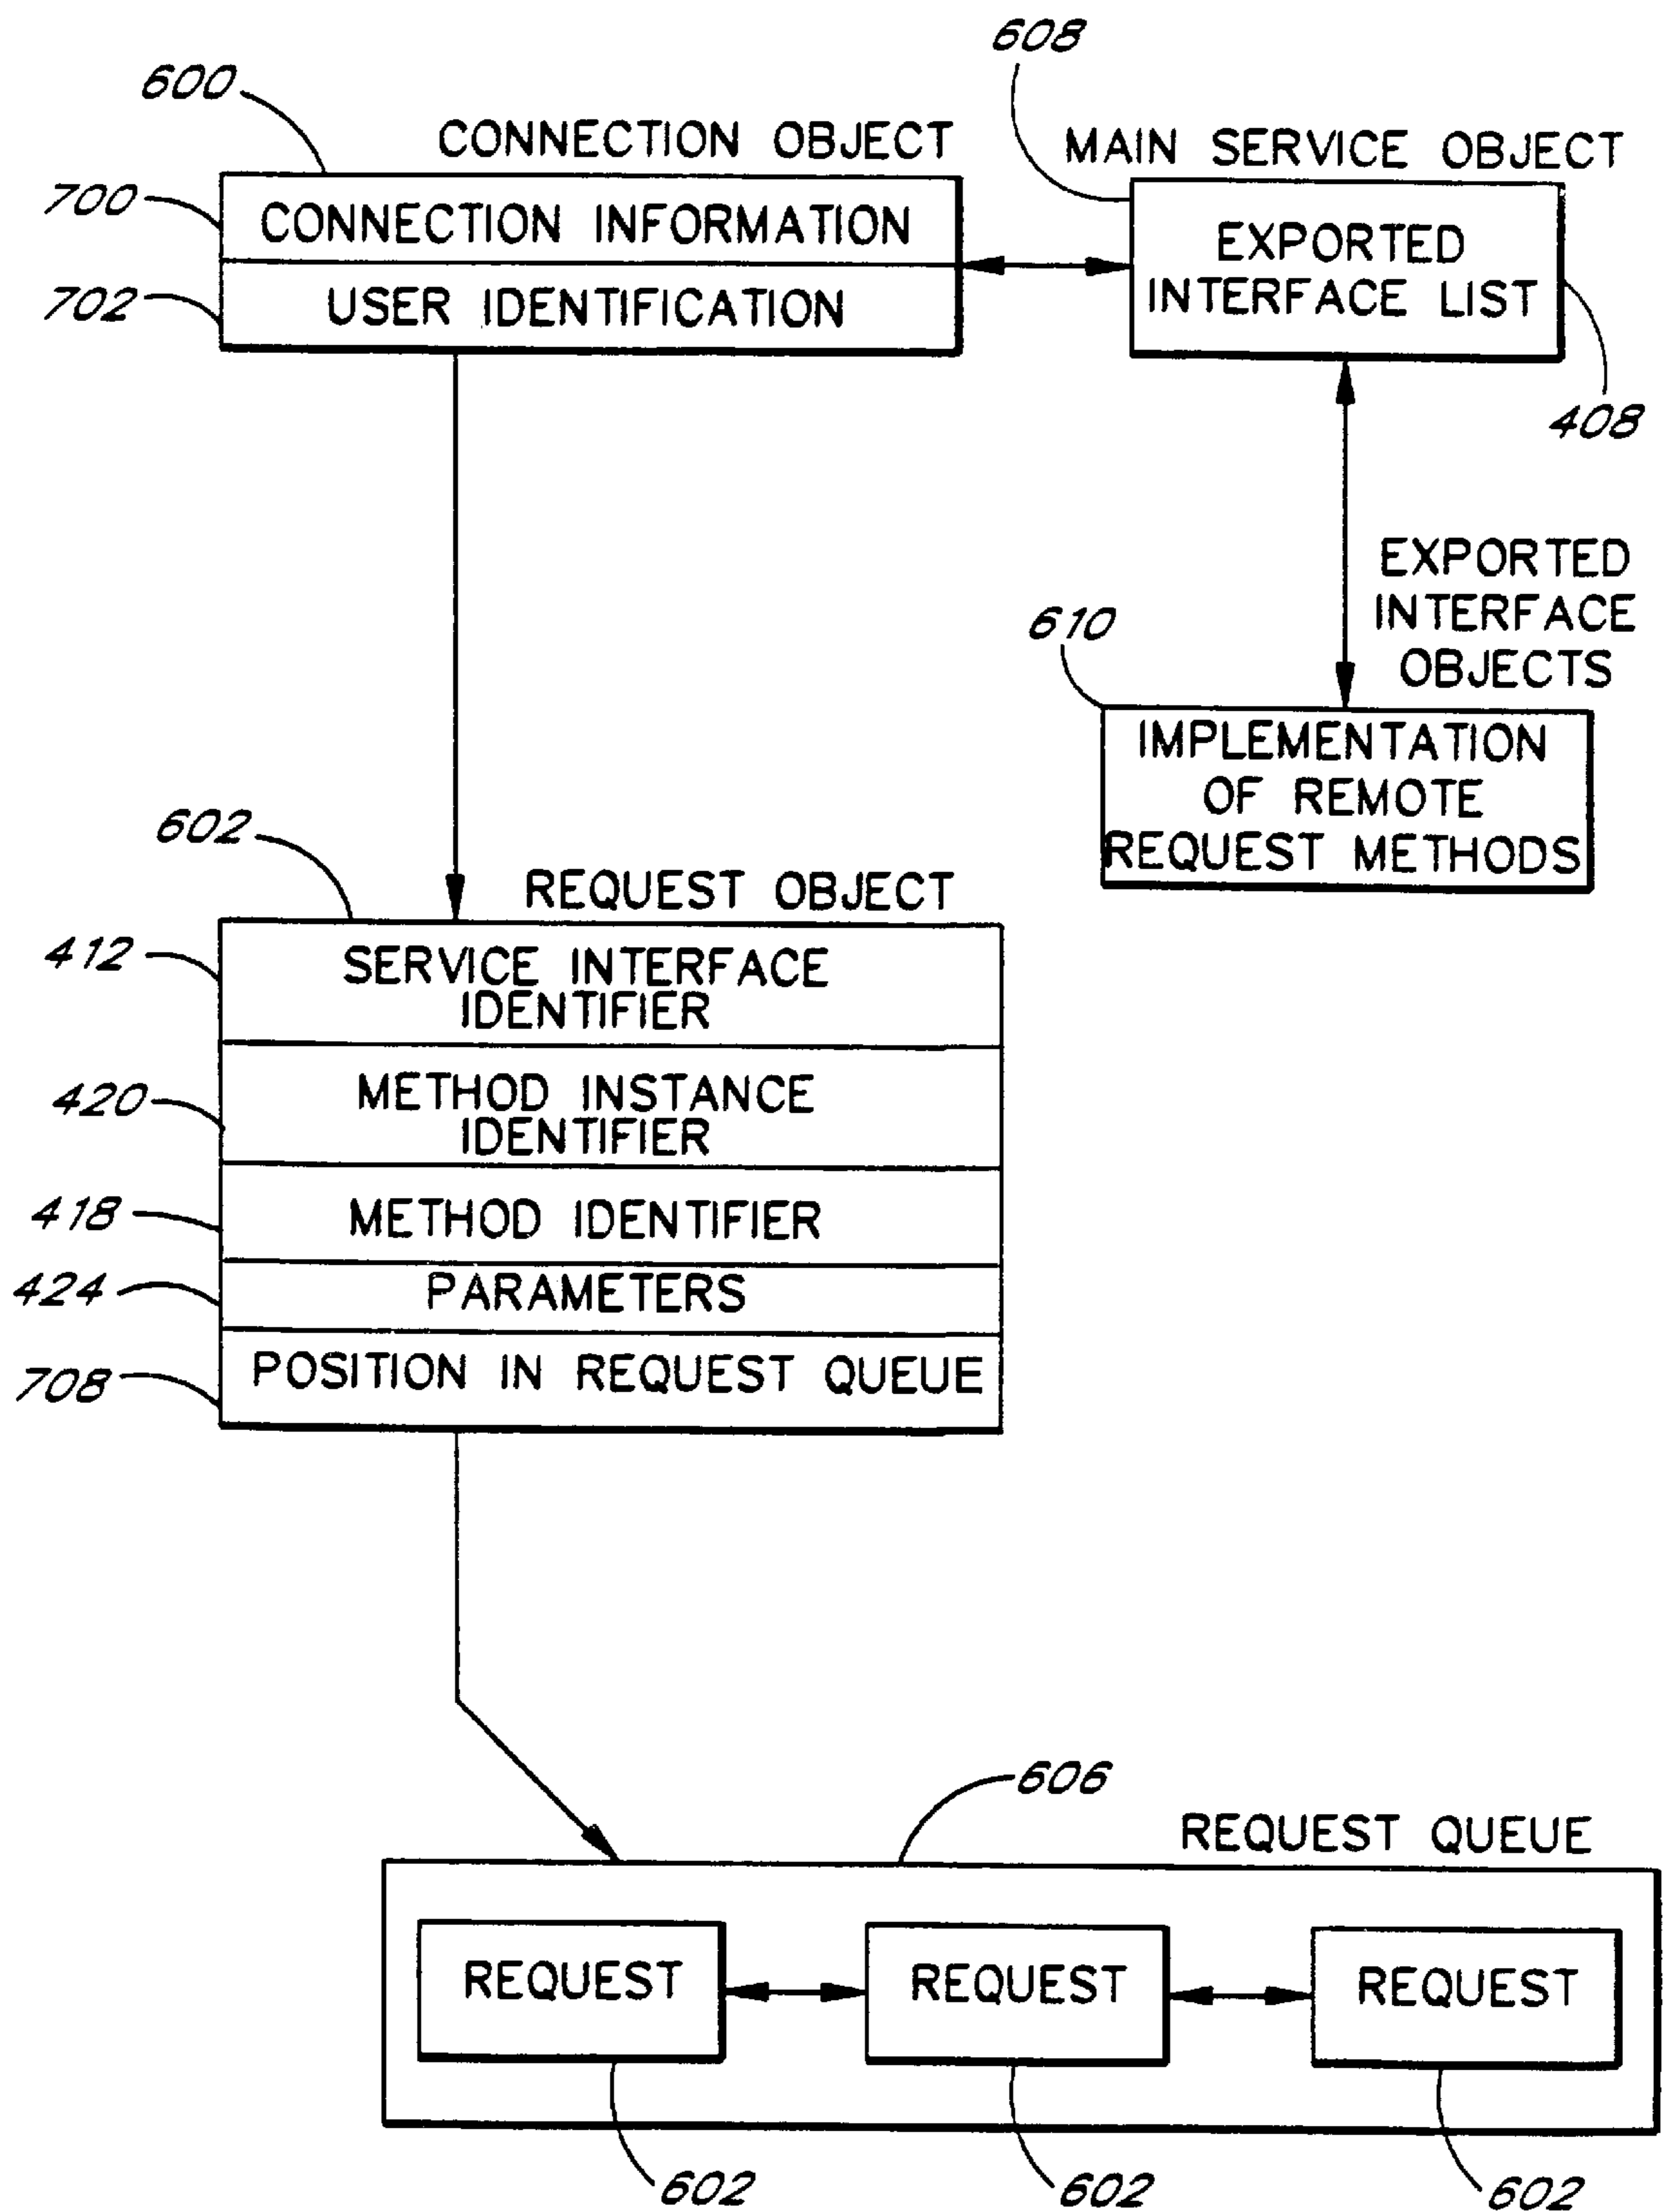 608
600
CONNECTION OBJECT
MAIN SERVICE OBJECT
700
CONNECTION INFORMATION
EXPORTED
INTERFACE LIST
702
USER IDENTIFICATION
408
EXPORTED
INTERFACE
OBJECTS
610
IMPLEMENTATION
OF REMOTE
REQUEST METHODS
602
REQUEST OBJECT
412
SERVICE INTERFACE
IDENTIFIER
420
METHOD INSTANCE
IDENTIFIER
418
METHOD IDENTIFIER
424
PARAMETERS
708
POSITION IN REQUEST QUEUE
606
REQUEST QUEUE
REQUEST
REQUEST
REQUEST
602
602
602